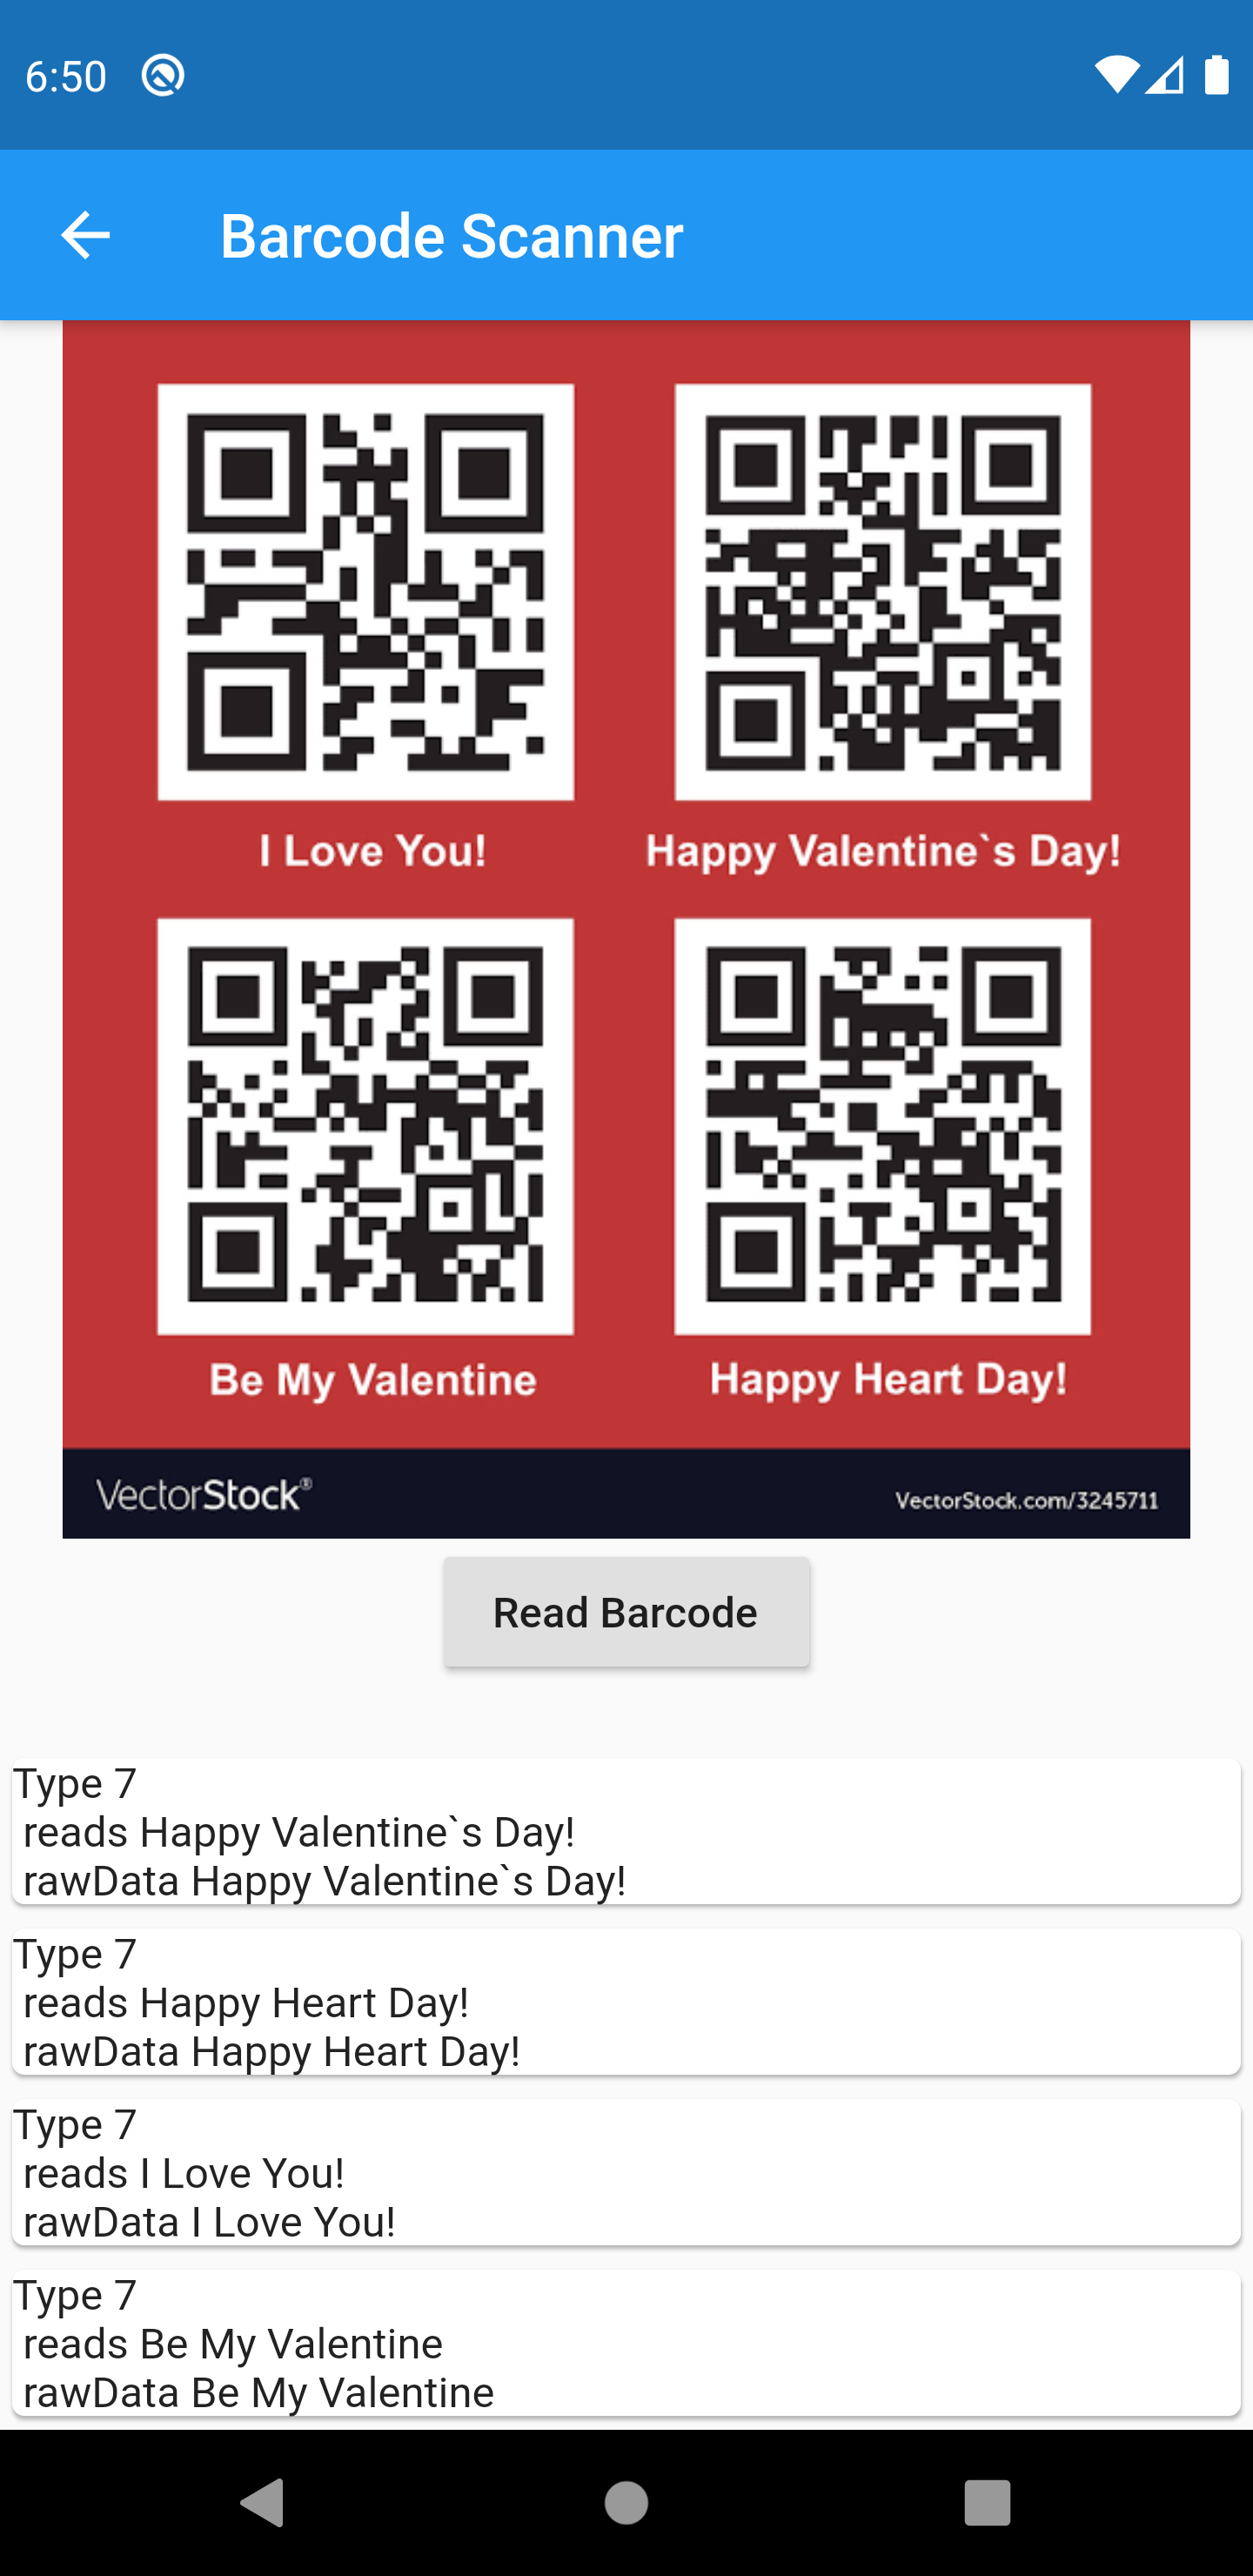 6:50
Barcode Scanner
I Love You!
Happy Valentine`s Day!
Be My Valentine
Happy Heart Day!
VectorStock®
VectorStock.com/3245711
Read Barcode
Type 7
reads Happy Valentine`s Day!
rawData Happy Valentine`s Day!
Type 7
reads Happy Heart Day!
rawData Happy Heart Day!
Type 7
reads I Love You!
rawData I Love You!
Type 7
reads Be My Valentine
rawData Be My Valentine